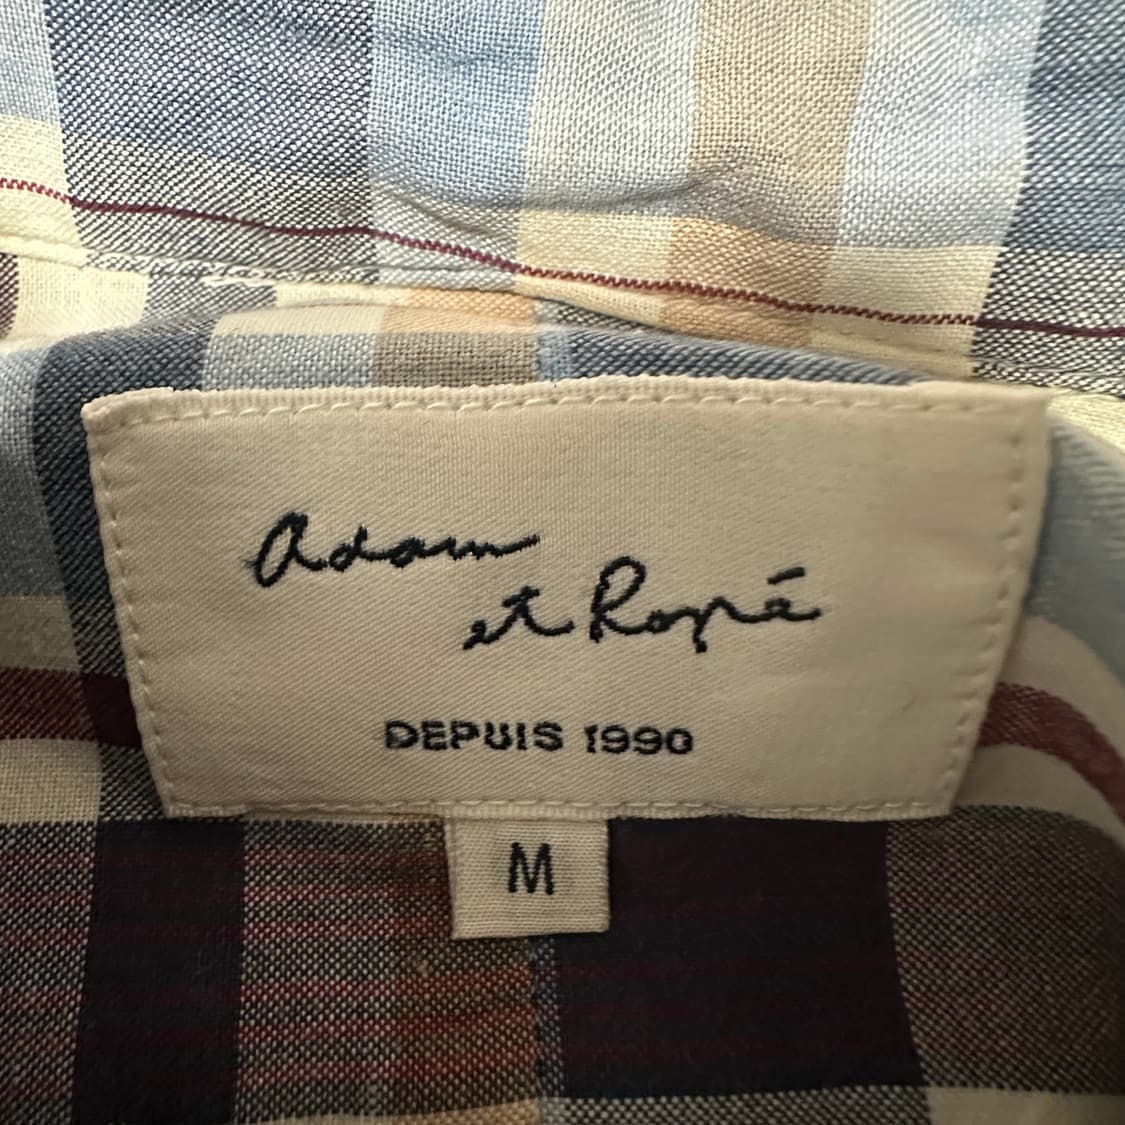 Adam
et Ropé
DEPUIS 1990
M